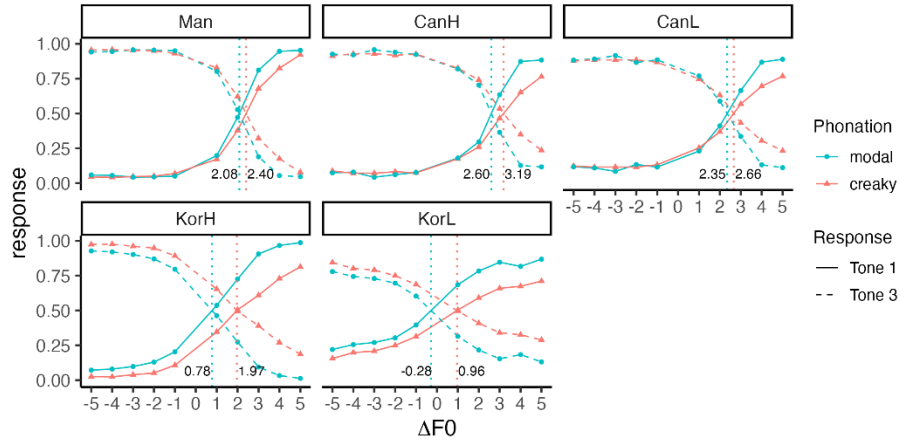 Man
CanH
CanL
1.00
0.75
0.50
0.25
0.00
2.08
2.40
2.60
3.19
2.35
2.66
-5 -4 -3 -2 -1 0 1 2 3 4 5
KorH
KorL
1.00
0.75
0.50
0.25
0.00
0.78
1.97
-0.28
0.96
-5 -4 -3 -2 -1 0 1 2 3 4 5
-5 -4 -3 -2 -1 0 1 2 3 4 5
response
ΔF0
Phonation
modal
creaky
Response
Tone 1
Tone 3